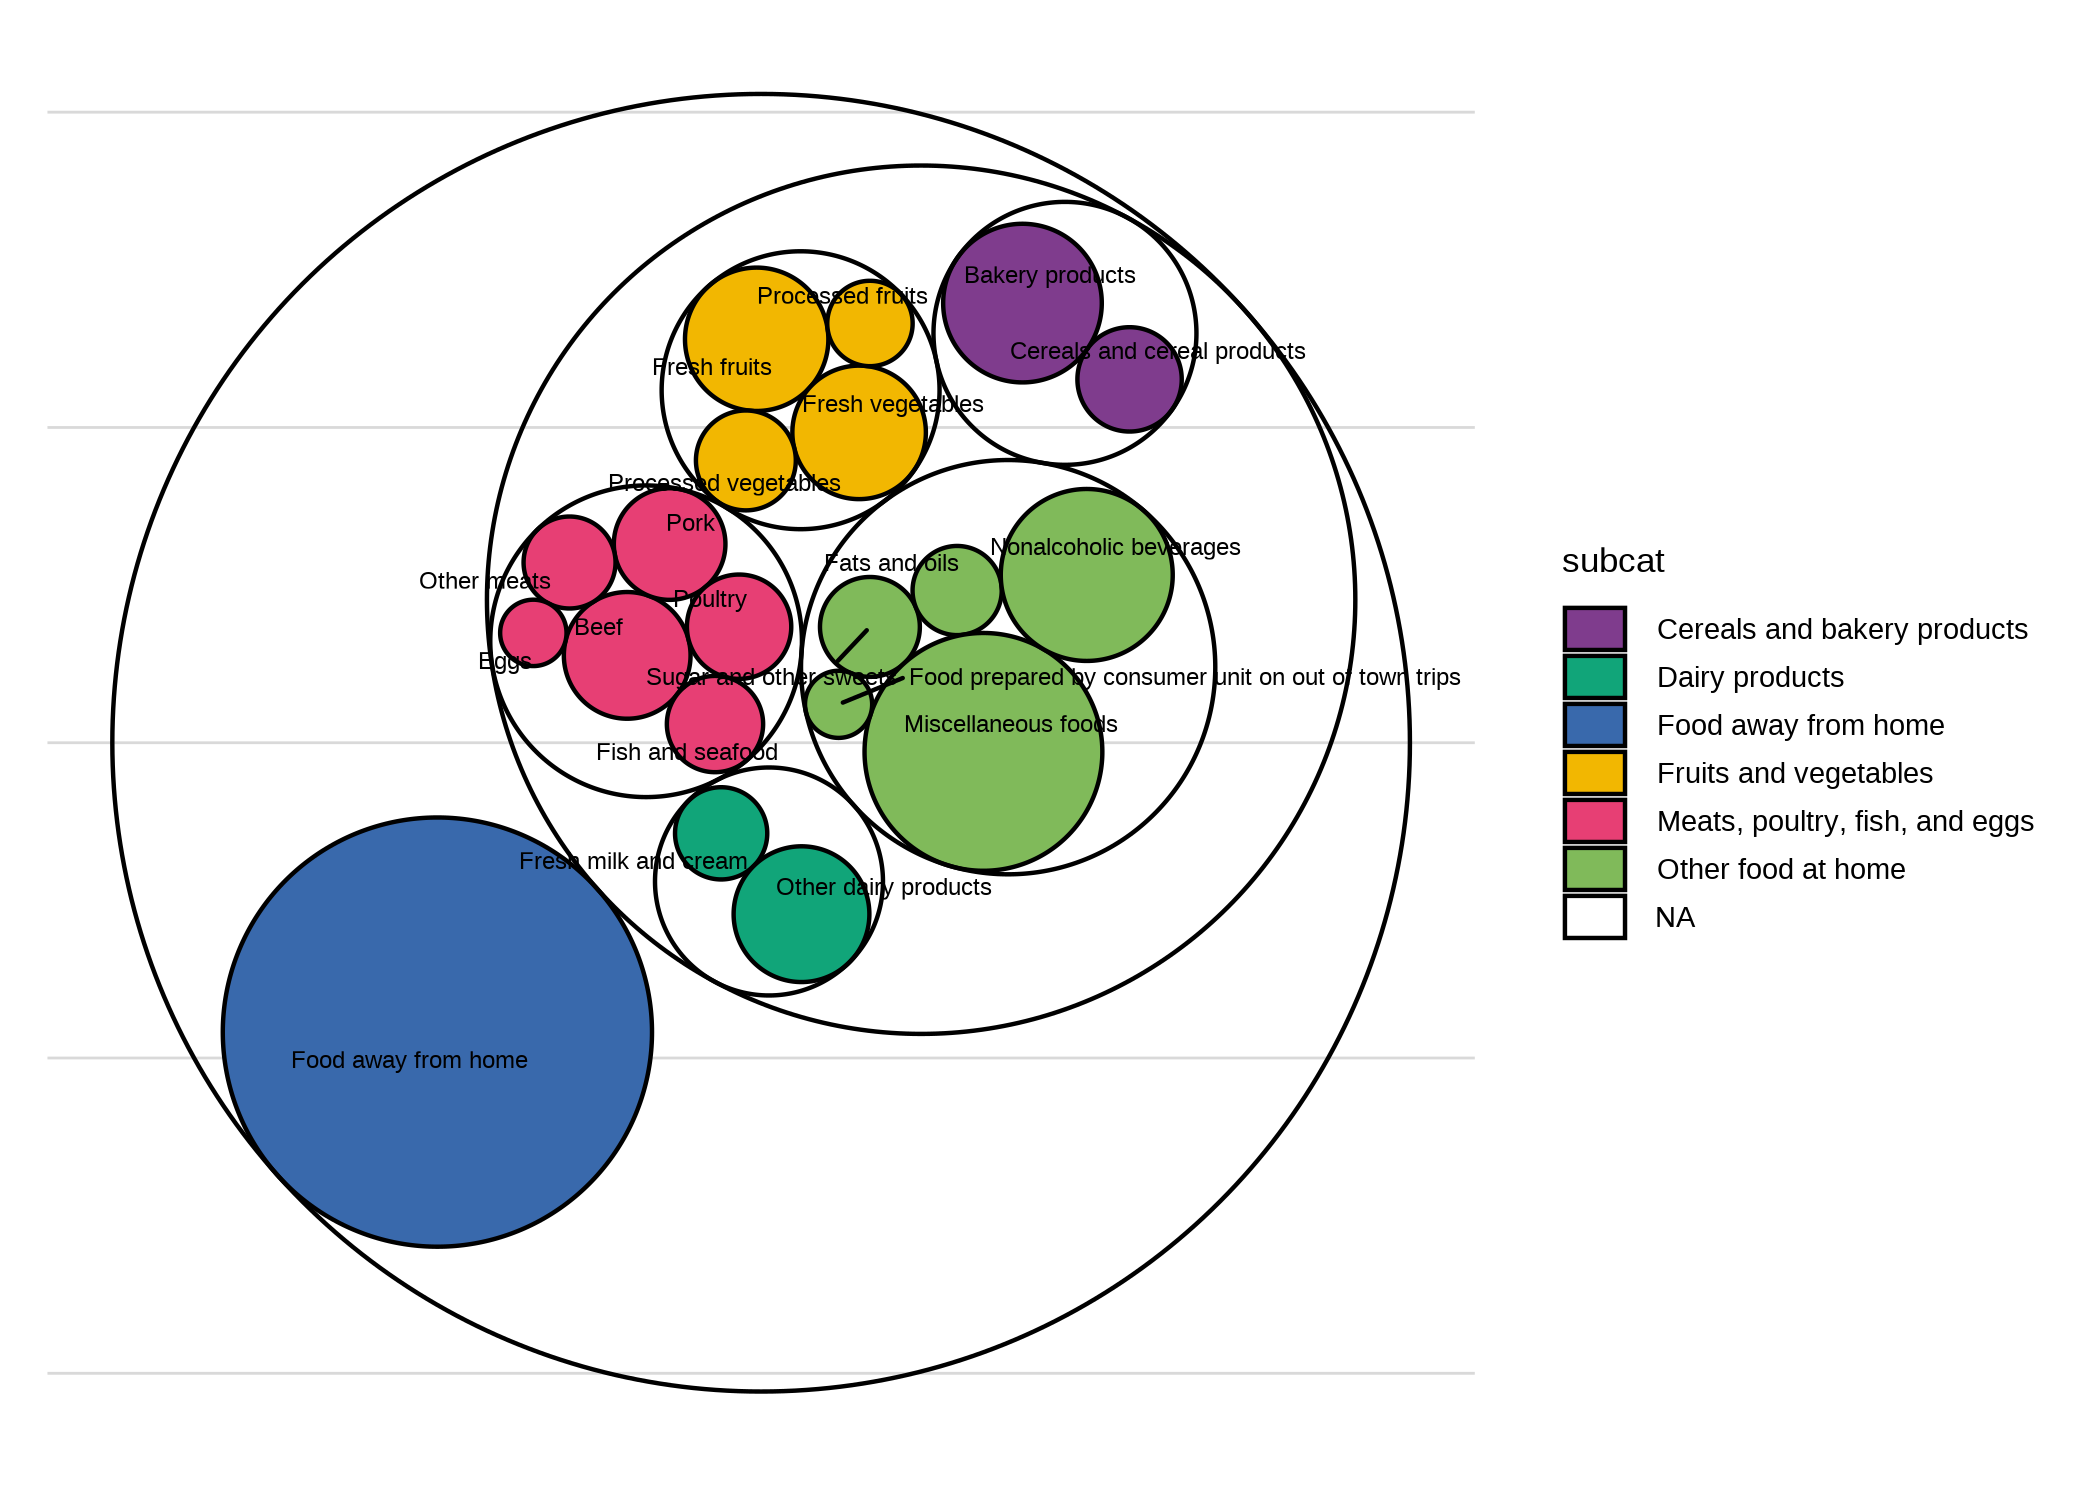 Bakery products
Processed fruits
Cereals and cereal products
Fresh fruits
Fresh vegetables
Processed vegetables
Pork
Nonalcoholic beverages
Fats and oils
Other meats
Poultry
Beef
Eggs
Sugar and other sweets
Food prepared by consumer unit on out of town trips
Miscellaneous foods
Fish and seafood
Fresh milk and cream
Other dairy products
Food away from home
subcat
Cereals and bakery products
Dairy products
Food away from home
Fruits and vegetables
Meats, poultry, fish, and eggs
Other food at home
NA